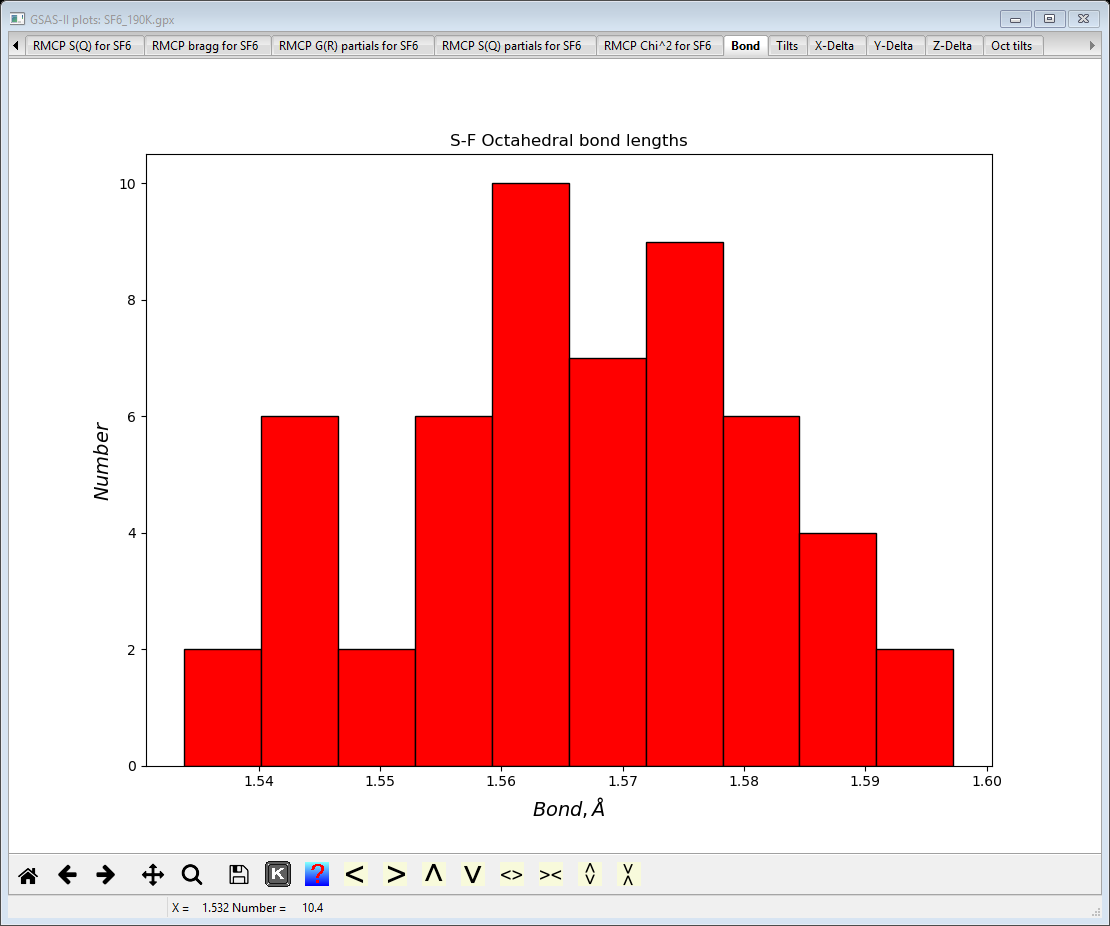 GSAS-II plots: SF6_190K.gpx
RMCP S(Q) for SF6 RMCP bragg for SF6 RMCP G(R) partials for SF6 RMCP S(Q) partials for SF6 RMCP Chi^2 for SF6 Bond Tilts X-Delta Y-Delta Z-Delta Oct tilts
S-F Octahedral bond lengths
10
8
6
4
2
0
Number
1.54 1.55 1.56 1.57 1.58 1.59 1.60
Bond, Å
K ? < > Λ V <> ><
X = 1.532 Number = 10.4